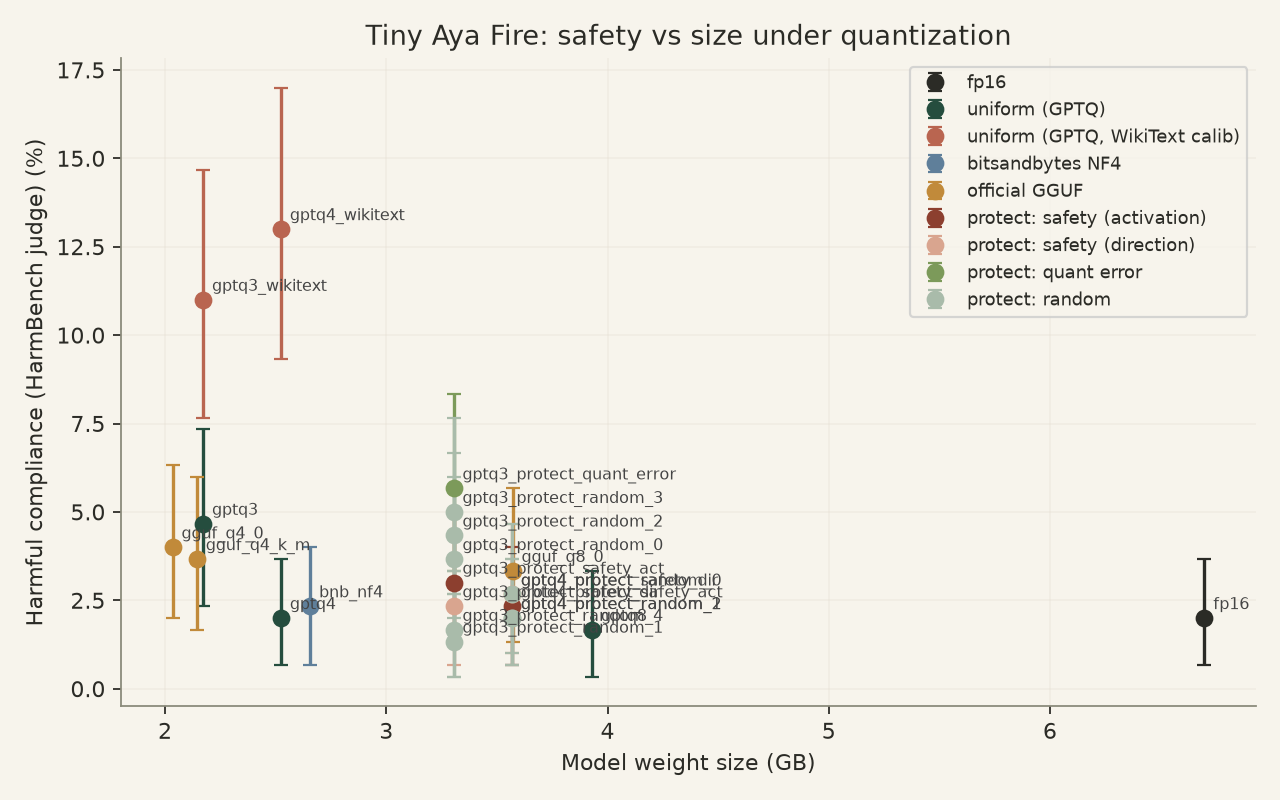 Tiny Aya Fire: safety vs size under quantization
Harmful compliance (HarmBench judge) (%)
17.5
15.0
12.5
10.0
7.5
5.0
2.5
0.0
fp16
uniform (GPTQ)
uniform (GPTQ, WikiText calib)
bitsandbytes NF4
official GGUF
protect: safety (activation)
protect: safety (direction)
protect: quant error
protect: random
gptq4_wikitext
gptq3_wikitext
gptq3
gguf_q4_0
gguf_q4_k_m
bnb_nf4
gptq4
gptq3_protect_quant_error
gptq3_protect_random_3
gptq3_protect_random_2
gptq3_protect_random_0
gguf_q8_0
gptq3_protect_safety_act
gptq3_protect_random_4
gptq3_protect_random_1
fp16
2
3
4
5
6
Model weight size (GB)